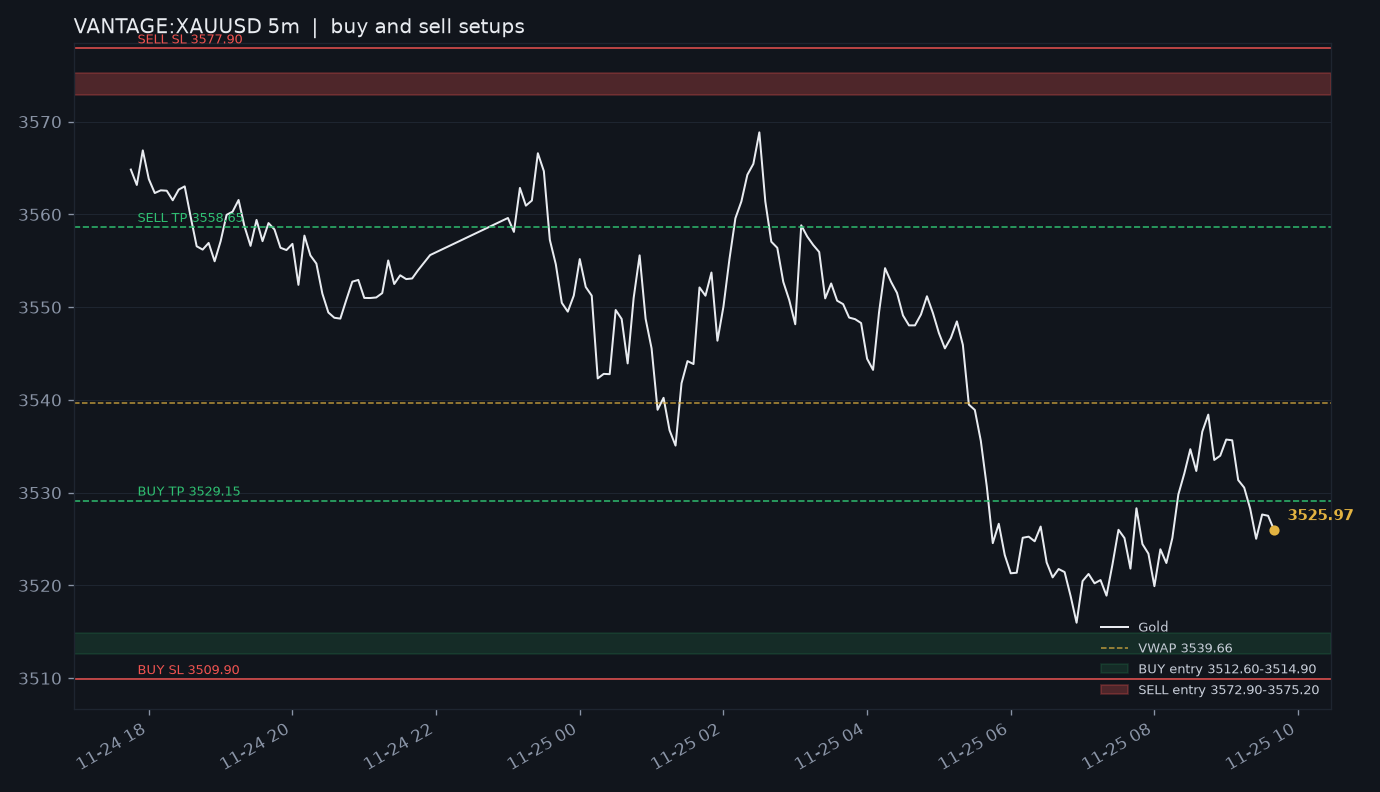 VANTAGE:XAUUSD 5m | buy and sell setups
SELL SL 3577.90
3570
3560
SELL TP 3558.65
3550
3540
3530
BUY TP 3529.15
3525.97
3520
Gold
VWAP 3539.66
BUY entry 3512.60-3514.90
SELL entry 3572.90-3575.20
BUY SL 3509.90
3510
11-24 18
11-24 20
11-24 22
11-25 00
11-25 02
11-25 04
11-25 06
11-25 08
11-25 10